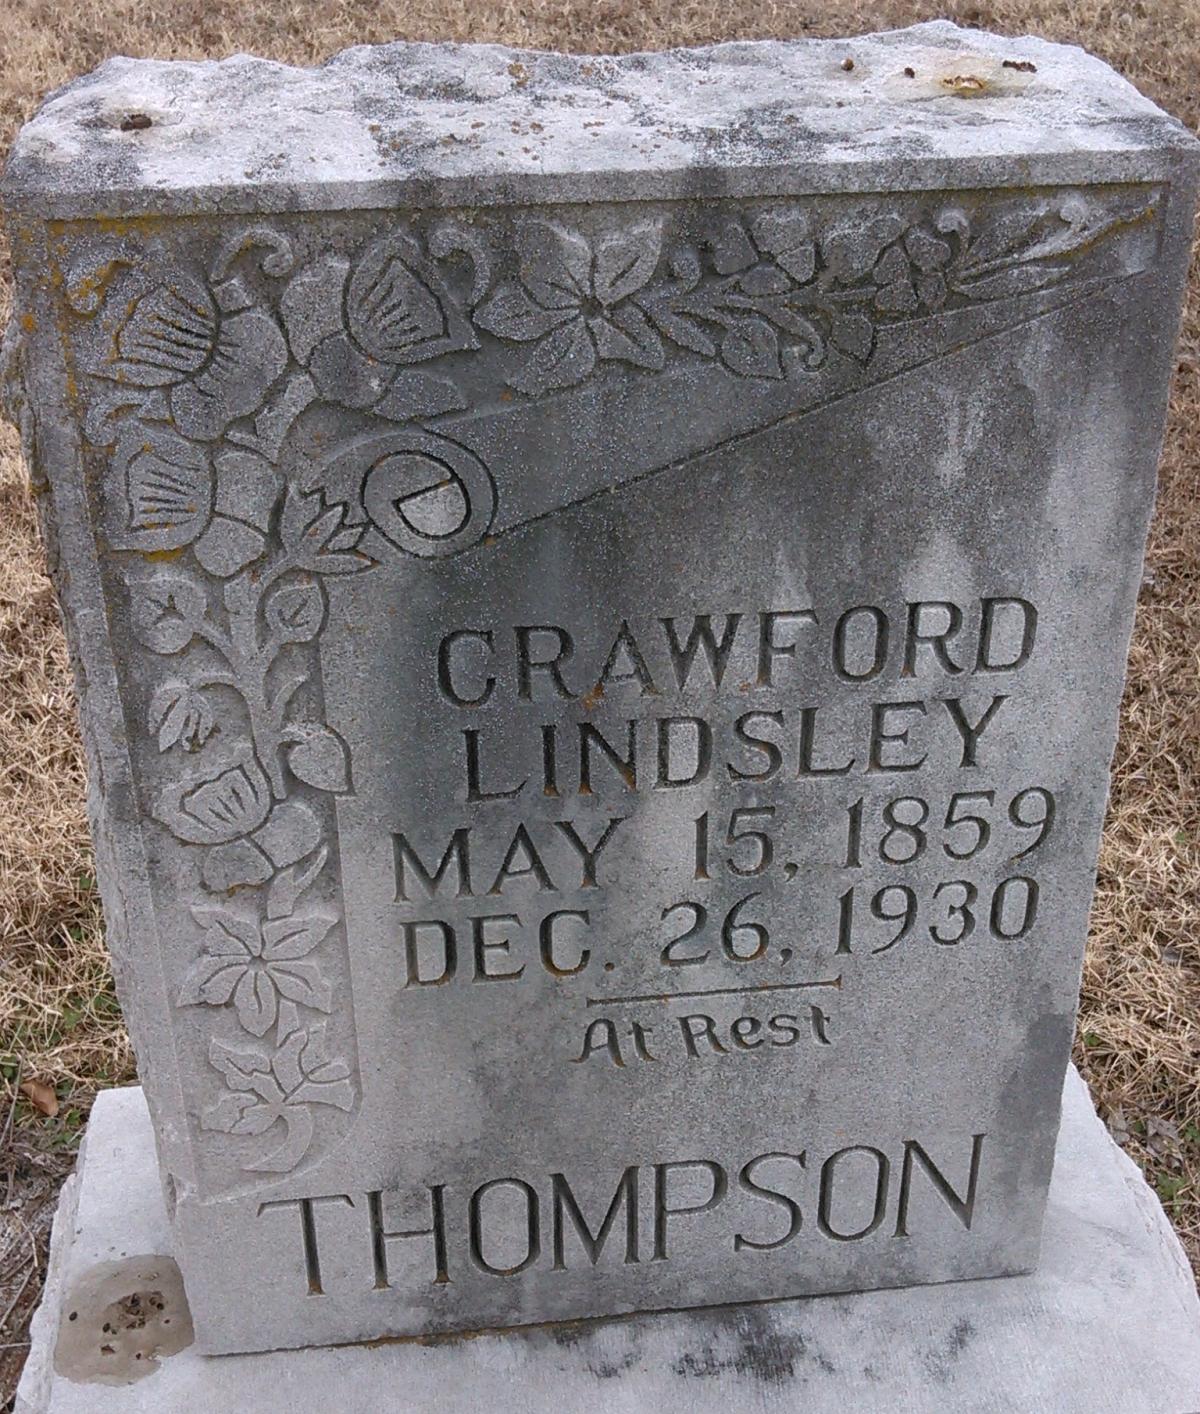 CRAWFORD
LINDSLEY
MAY 15, 1859
DEC. 26, 1930
At Rest
THOMPSON